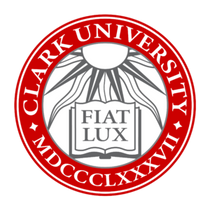 CLARK UNIVERSITY
FIAT
LUX
• MDCCCLXXXVII •